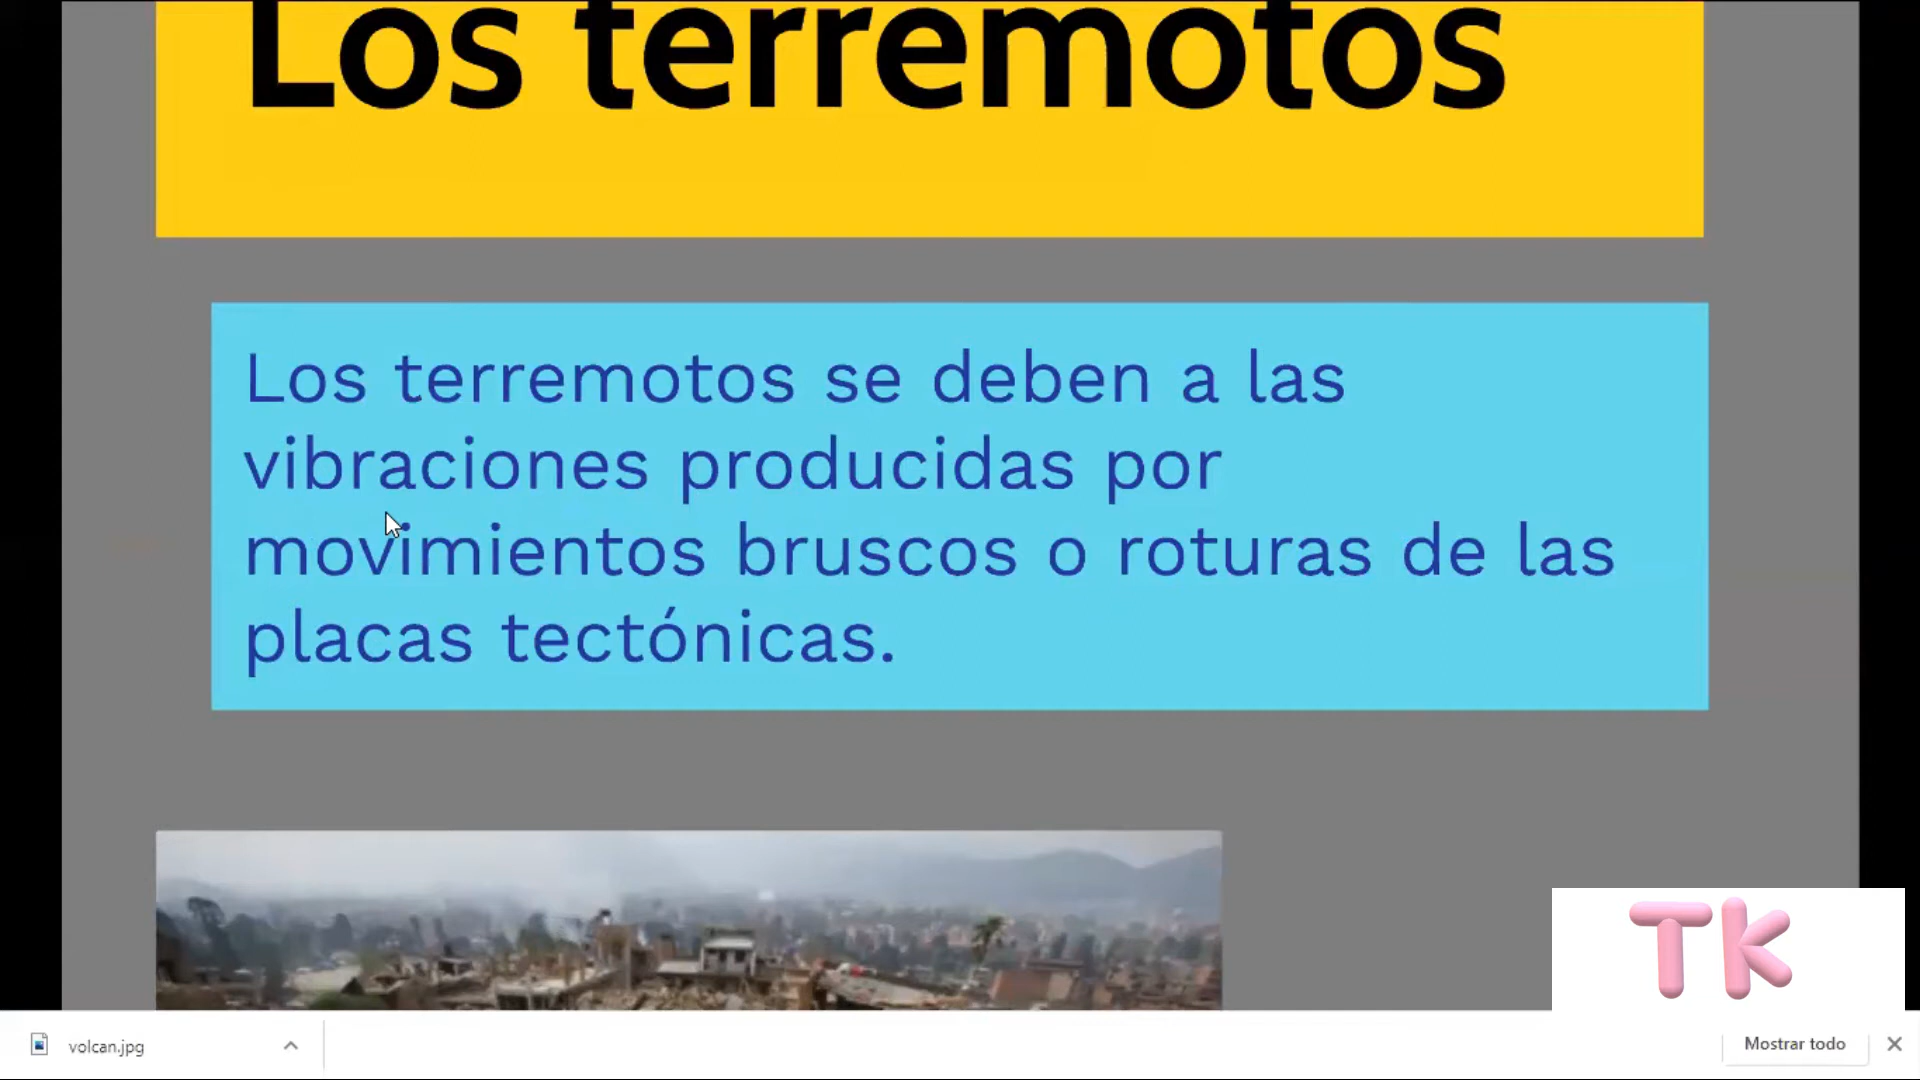 Los terremotos
Los terremotos se deben a las
vibraciones producidas por
movimientos bruscos o roturas de las
placas tectónicas.
TK
volcan.jpg
Mostrar todo